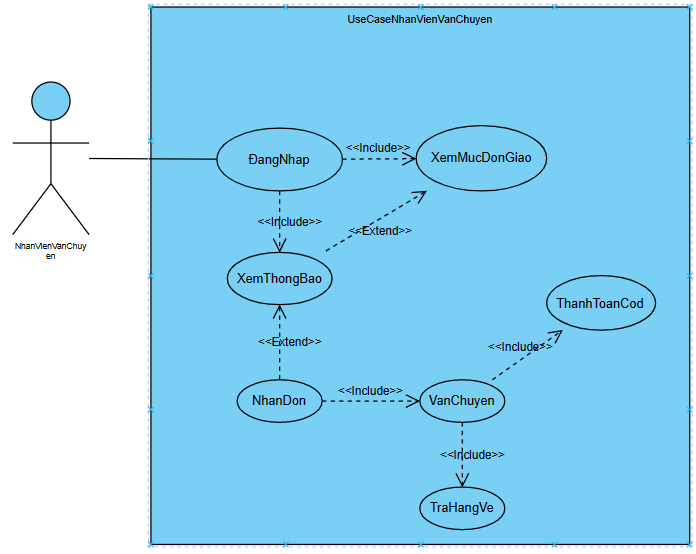 UseCaseNhanVienVanChuyen
ĐangNhap
<<Include>>
XemMucDonGiao
<<Include>>
<<Extend>>
NhanVienVanChuy
en
XemThongBao
ThanhToanCod
<<Extend>>
<<Include>>
NhanDon
<<Include>>
VanChuyen
<<Include>>
TraHangVe